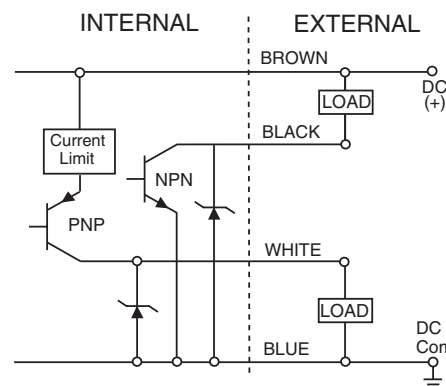 INTERNAL EXTERNAL
BROWN
DC
(+)
LOAD
BLACK
Current
Limit
NPN
PNP
WHITE
LOAD
DC
Com
BLUE